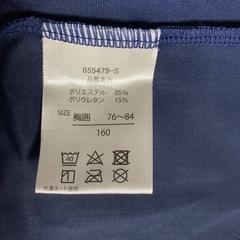 855479-S
品質表示
ポリエステル 85%
ポリウレタン 15%
SIZE 胸囲 76～84
160
40
洗濯ネット使用